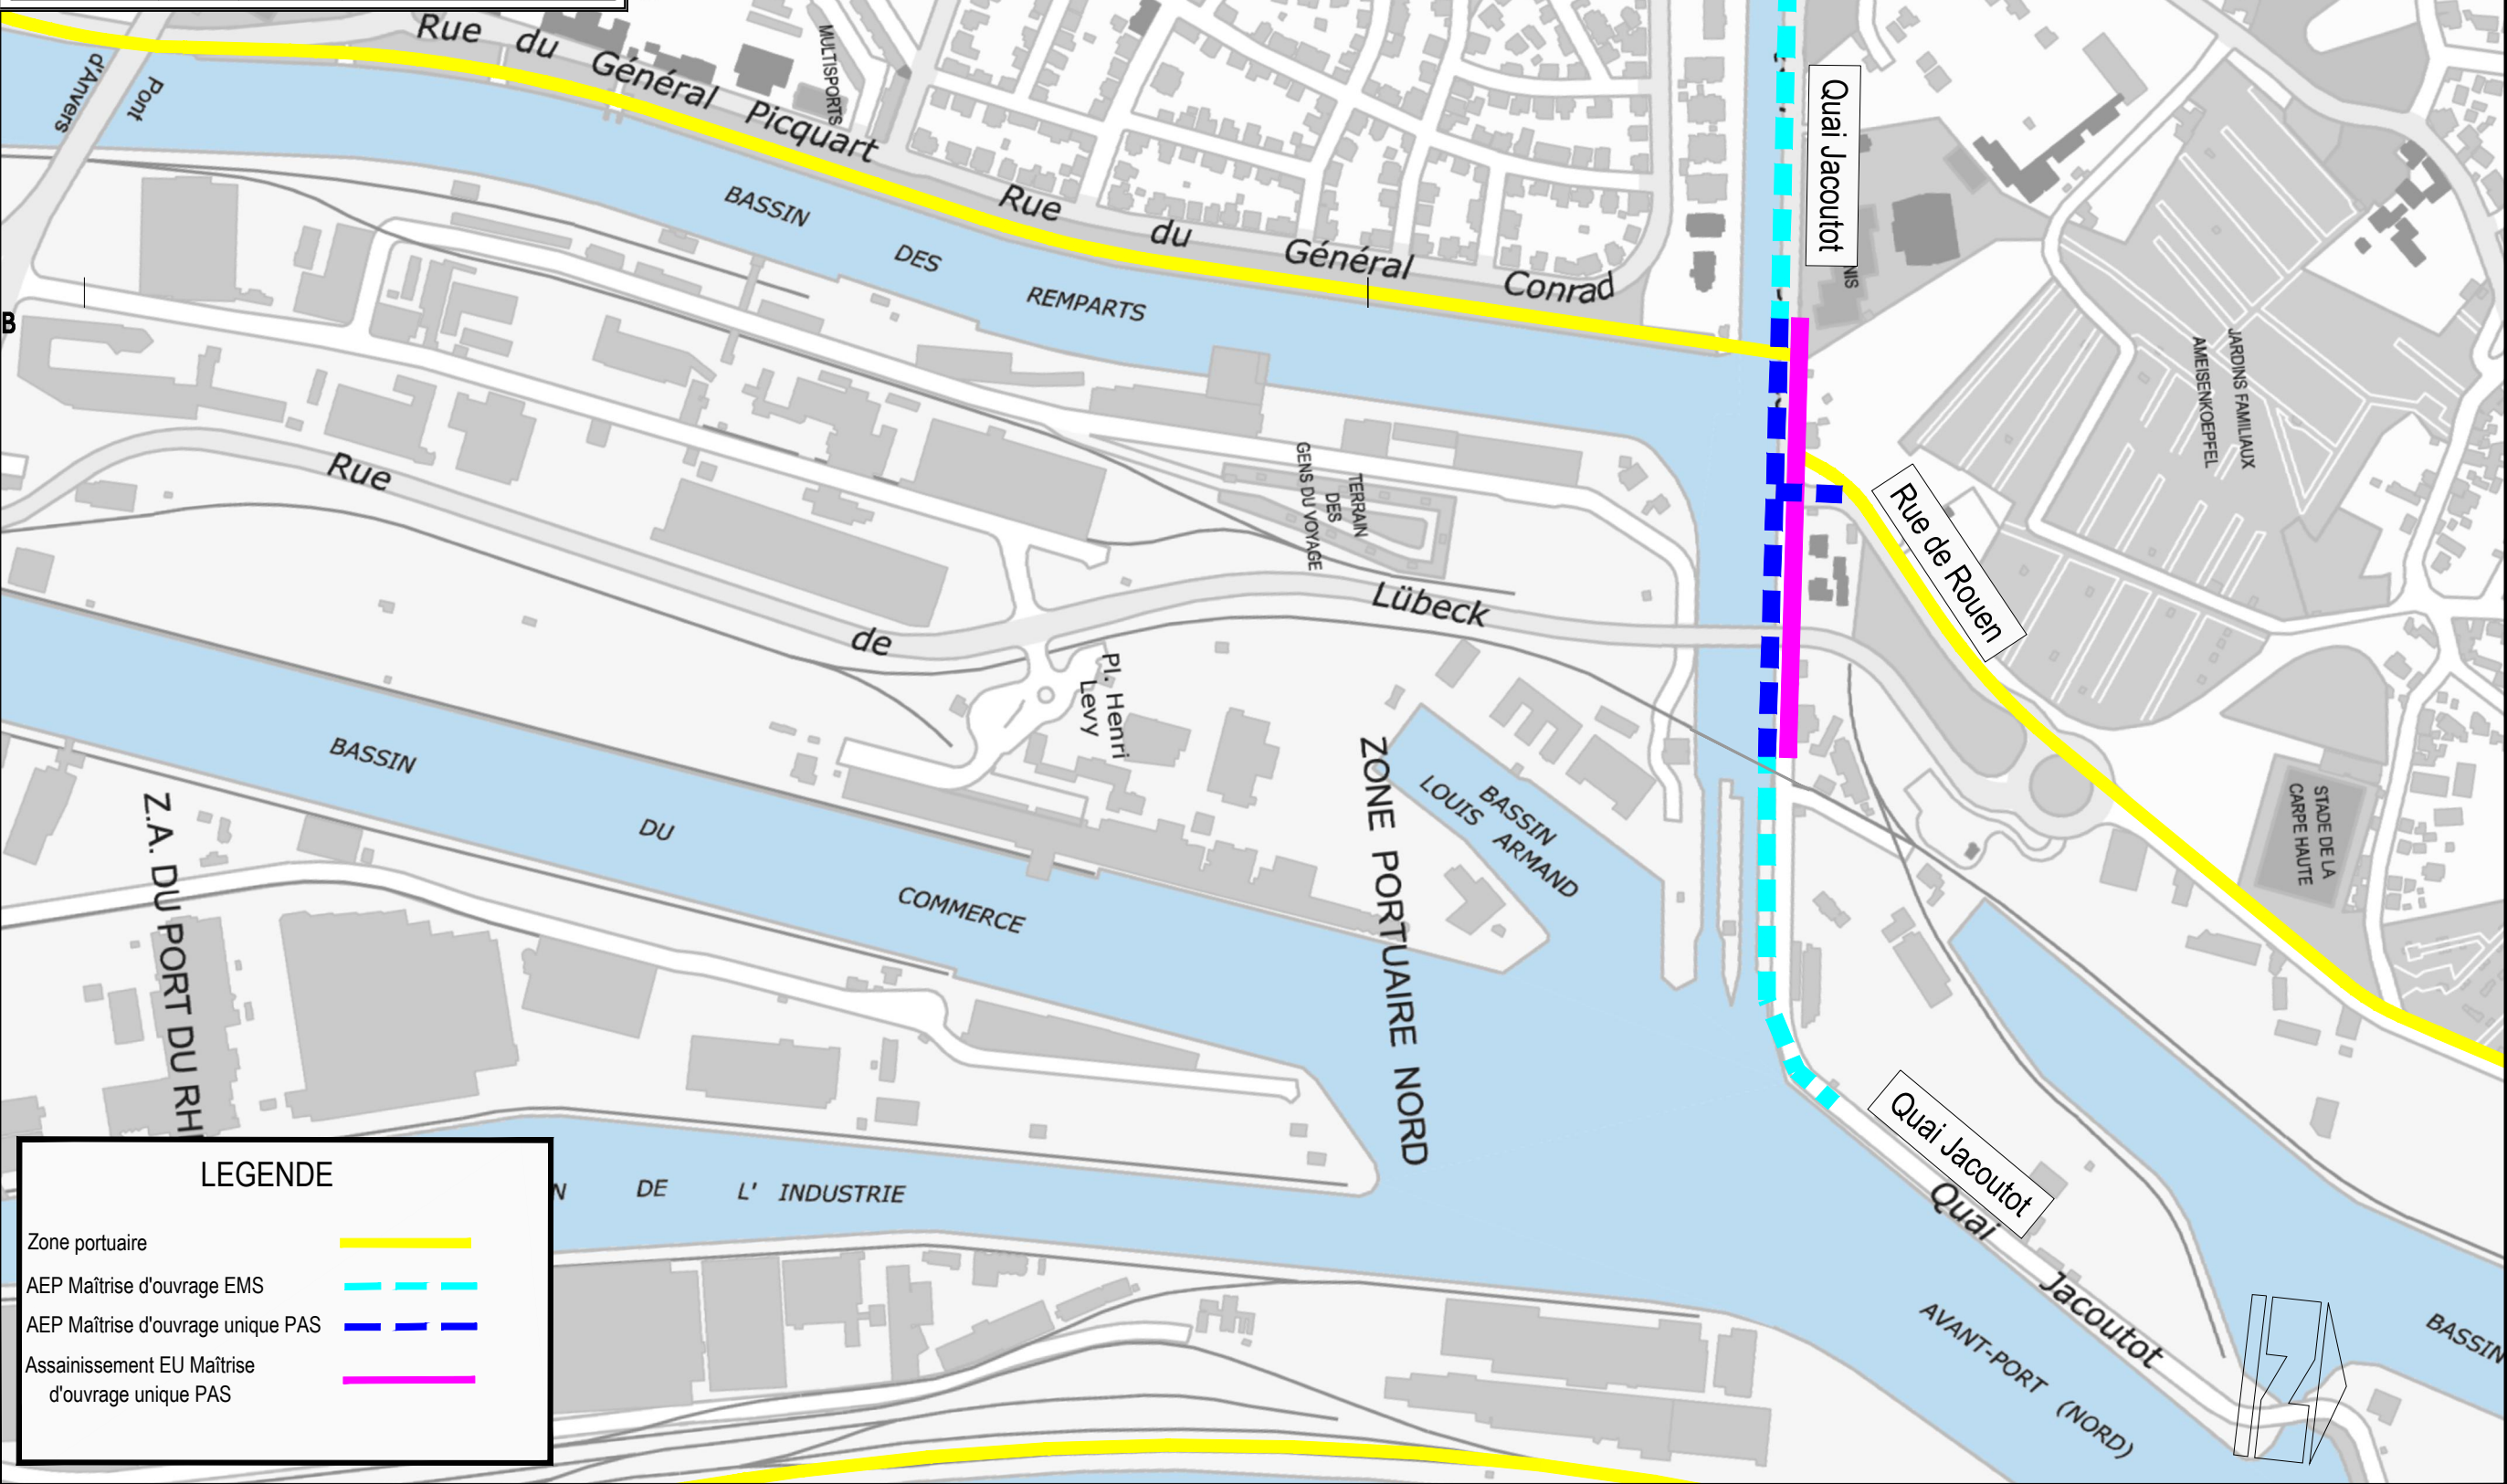 Rue du Général Picquart
MULTISPORTS
Pont
d'Anvers
Quai Jacoutot
BASSIN
DES
REMPARTS
Rue du Général Conrad
NIS
B
JARDINS FAMILIAUX
AMEISENKOEPFEL
TERRAIN
DES
GENS DU VOYAGE
Rue de Rouen
Rue de Lübeck
Pl. Henri
Levy
BASSIN
DU
COMMERCE
ZONE PORTUAIRE NORD
BASSIN
LOUIS ARMAND
STADE DE LA
CARPE HAUTE
Z.A. DU PORT DU RH
Quai Jacoutot
Quai Jacoutot
N DE L' INDUSTRIE
AVANT-PORT (NORD)
BASSIN
LEGENDE
Zone portuaire
AEP Maîtrise d'ouvrage EMS
AEP Maîtrise d'ouvrage unique PAS
Assainissement EU Maîtrise
d'ouvrage unique PAS